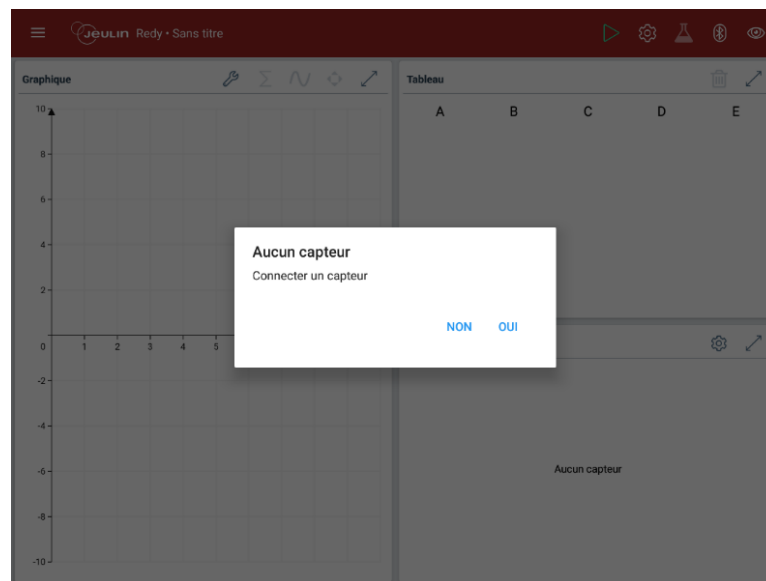 Jeulin Redy • Sans titre
Graphique
Tableau
A B C D E
10
8
6
4
2
0 1 2 3 4 5
-2
-4
-6
-8
-10
Aucun capteur
Connecter un capteur
NON OUI
Aucun capteur